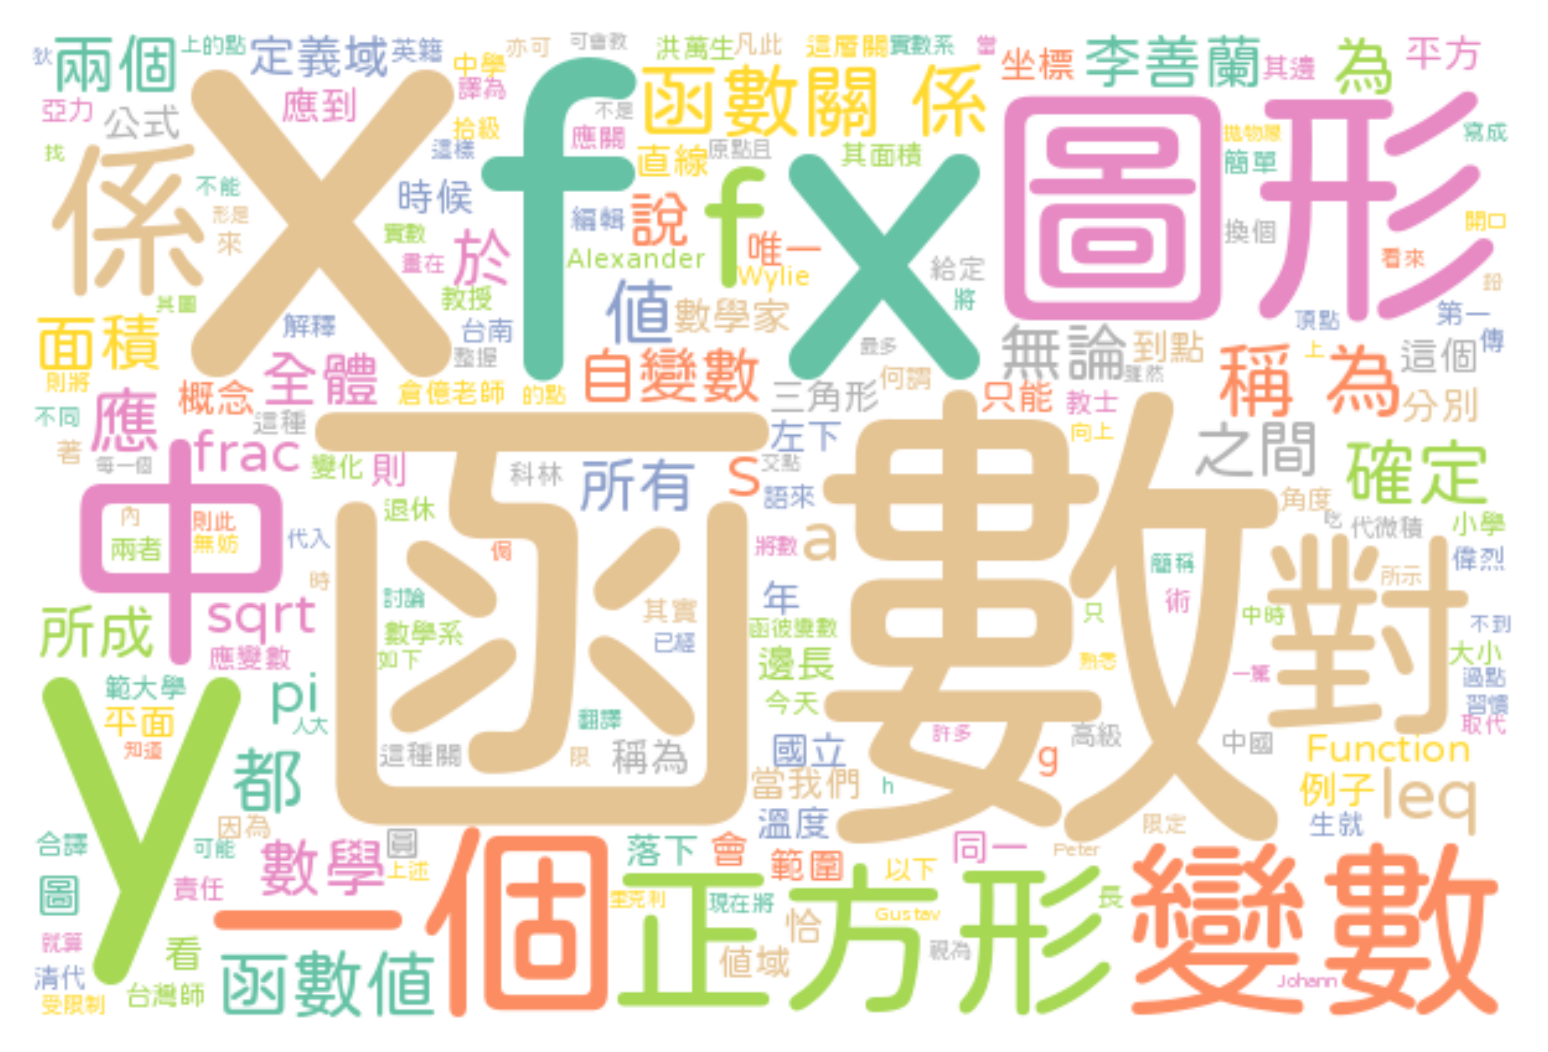 狄
兩個
上的點
定義域
英籍
亦可
可會教
洪萬生
凡此
這層關
實數系
當
坐標
李善蘭
其邊
為
平方
中學
譯為
亞力
公式
應到
拾級
這樣
X
f
不是
應關
函數關 係
直線
原點且
其面積
圖形
拋物線
簡單
寫成
找
係
不能
形是
來
時候
實數
畫在
於
教授
編輯
說
f
唯一
Alexander
Wylie
x
給定
將
換個
開口
看來
其圖
面積
則將
解釋
台南
整握
值
數學家
最多
何謂
無論
到點
雖然
頂點
第一
上
傳
這個
稱 為
分別
不同
應
概念
全體
這種
倉億老師
的點
自變數
三角形
只能
教士
著
每一個
frac
變化
則
函數
科林
所有
S
左下
交點
語來
向上
之間
確定
中
內
兩者
則此
無妨
代入
時
退休
侷
將數
a
年
角度
吃
代微積
小學
偉烈
簡稱
術
只
中時
對
所示
不到
所成
sqrt
應變數
討論
數學系
如下
其實
已經
函彼變數
邊長
熟悉
一篤
大小
過點
習慣
取代
y
範大學
平面
知道
pi
人大
都
這種關
翻譯
限
稱為
今天
國立
當我們
h
許多
g
高級
中國
Function
例子
leq
溫度
限定
生就
合譯
因為
可能
圖
責任
數學
圓
上述
一個
落下
會
範圍
以下
同一
Peter
變數
里克利
現在將
恰
Gustav
長
正方形
視為
值域
Johann
就算
清代
受限制
看
台灣師
函數值